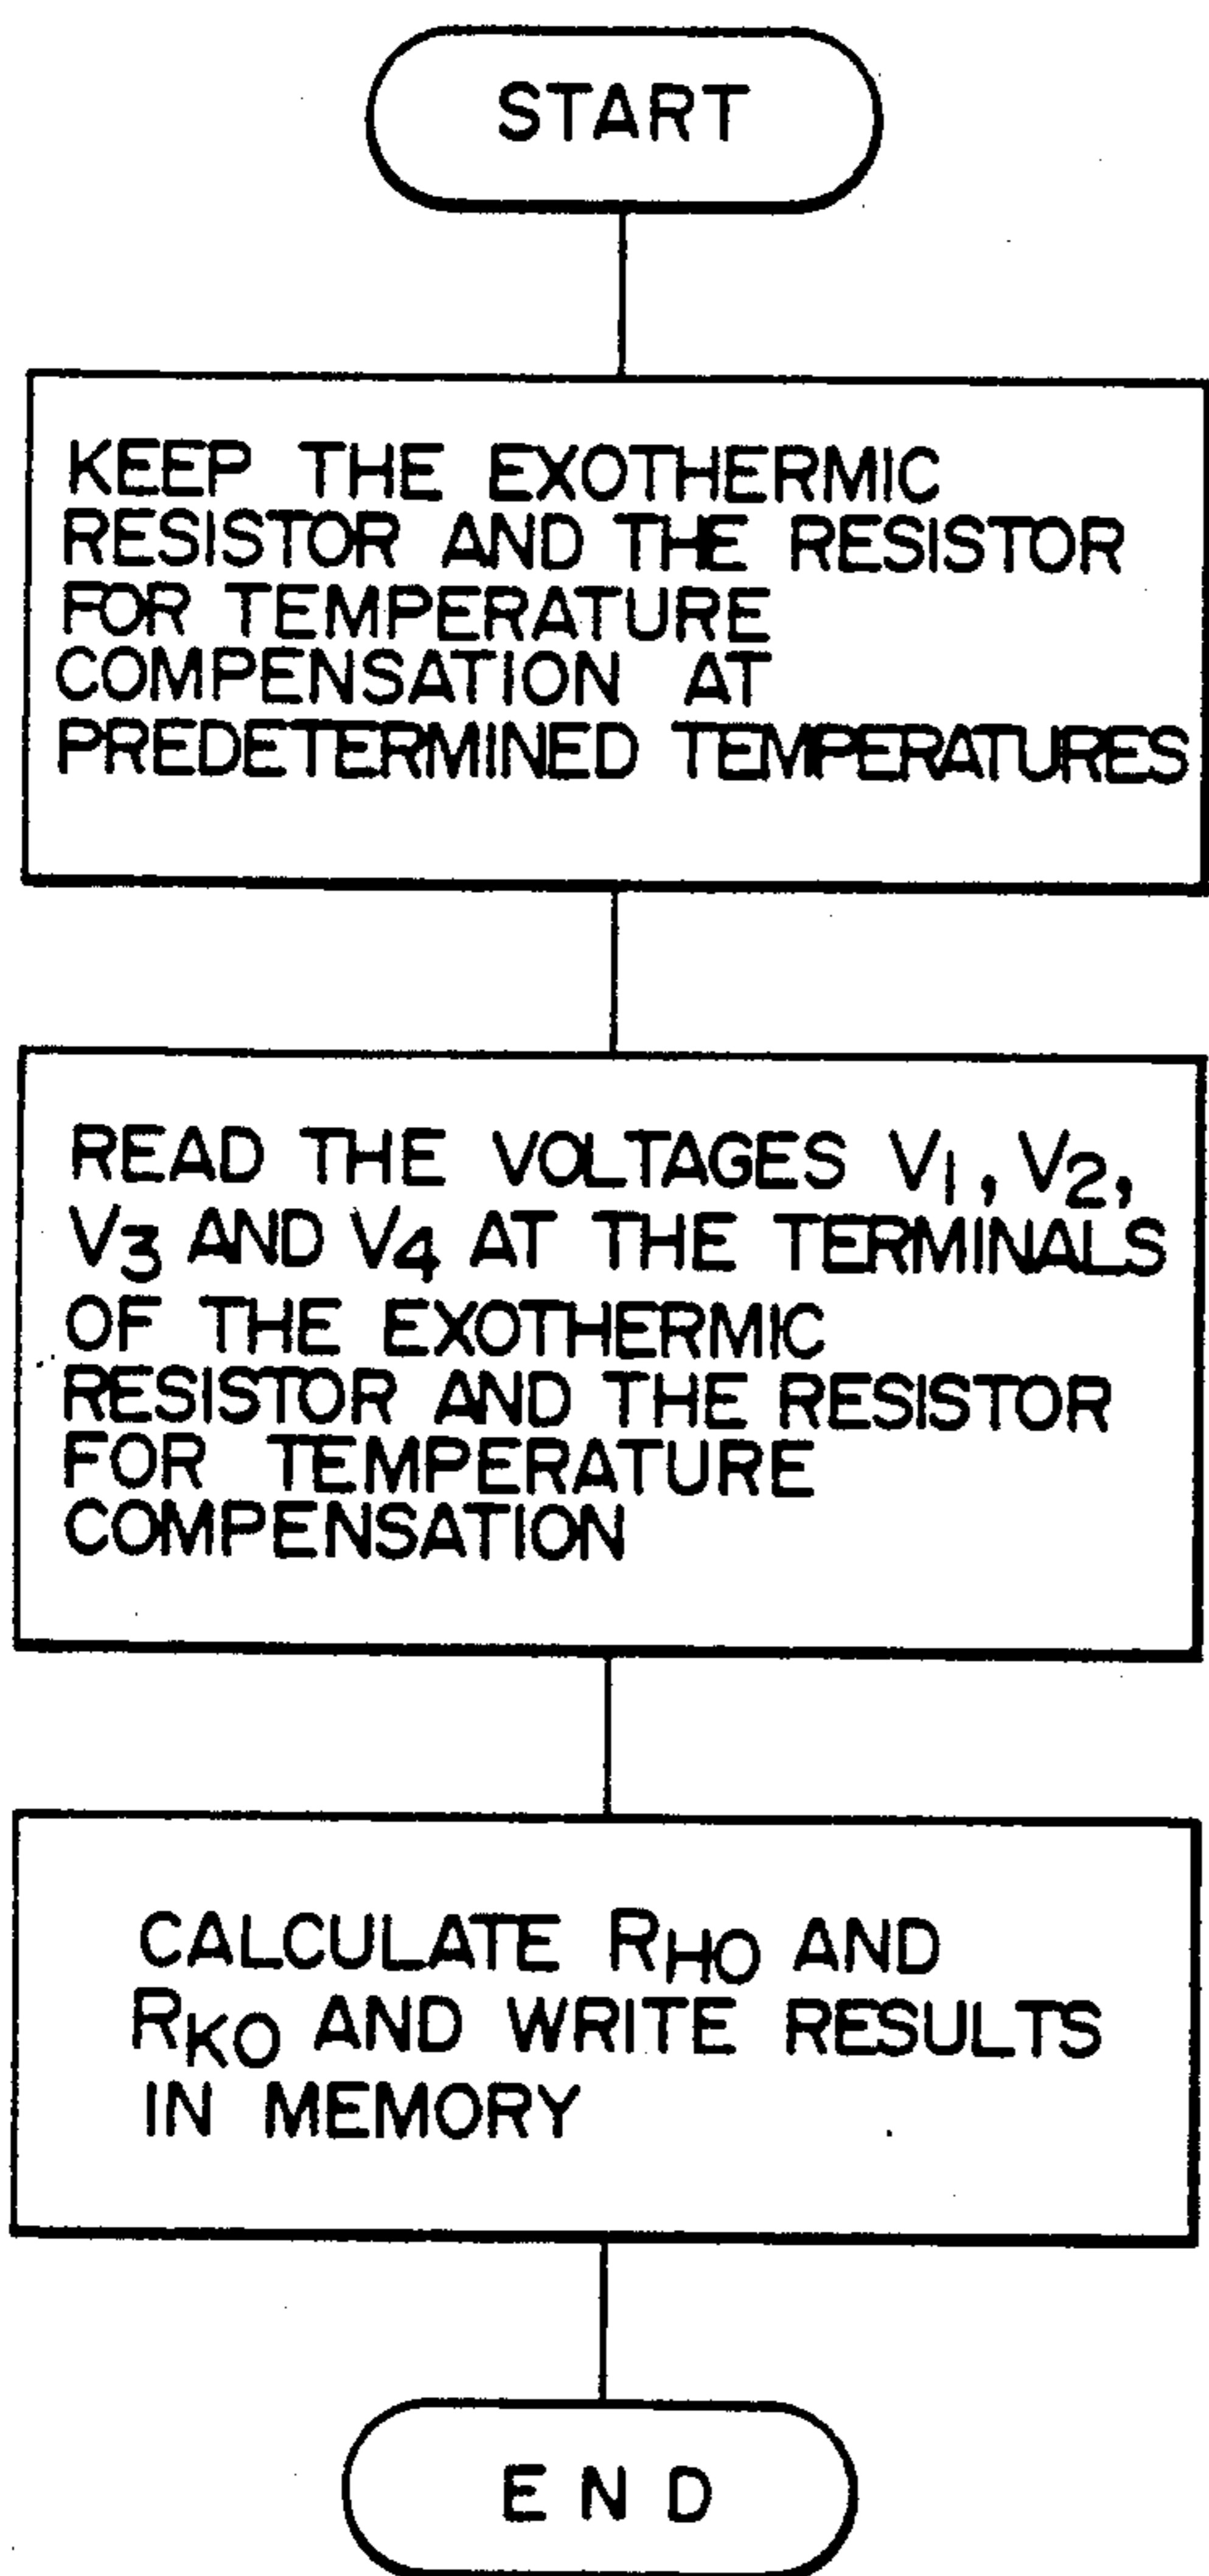 START
KEEP THE EXOTHERMIC
RESISTOR AND THE RESISTOR
FOR TEMPERATURE
COMPENSATION AT
PREDETERMINED TEMPERATURES
READ THE VOLTAGES V1, V2,
V3 AND V4 AT THE TERMINALS
OF THE EXOTHERMIC
RESISTOR AND THE RESISTOR
FOR TEMPERATURE
COMPENSATION
CALCULATE RHO AND
RKO AND WRITE RESULTS
IN MEMORY
END